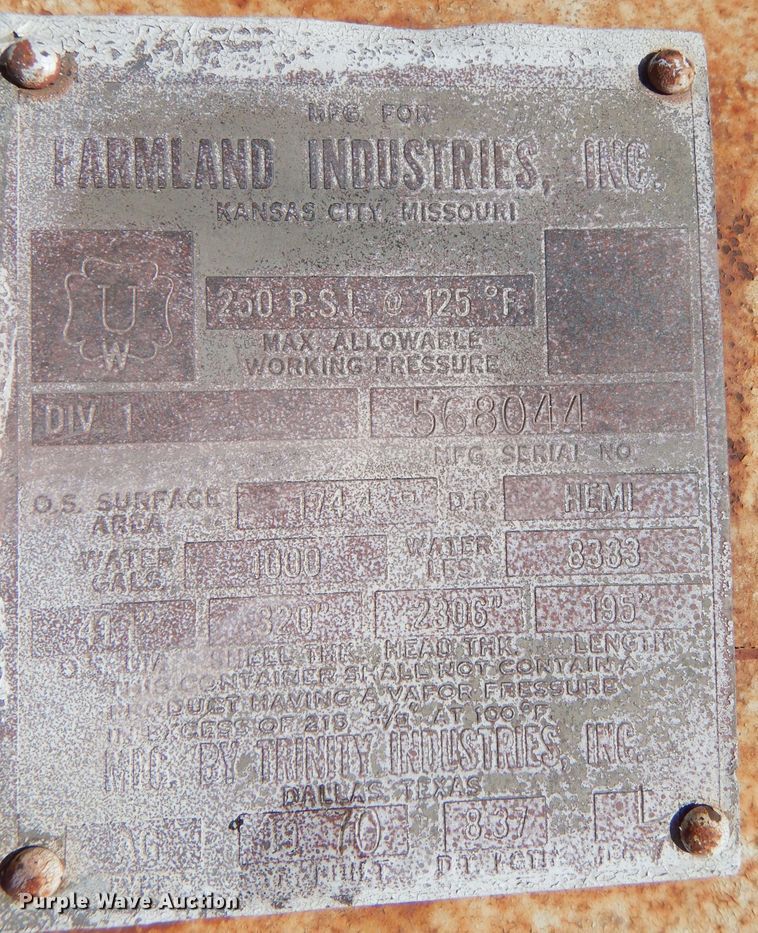 MFG. FOR
FARMLAND INDUSTRIES, INC.
KANSAS CITY, MISSOURI
U
W
250 P.S.I. @ 125 °F.
MAX. ALLOWABLE
WORKING PRESSURE
DIV. 1
568044
MFG. SERIAL NO.
O.S. SURFACE AREA 174.4 D.R. HEMI
WATER GALS. 1000 WATER LBS. 8333
320" 2306" 195"
DIA. SHELL THK. HEAD THK. LENGTH
THIS CONTAINER SHALL NOT CONTAIN A
PRODUCT HAVING A VAPOR PRESSURE
IN EXCESS OF 215 AT 100°F.
MFG. BY TRINITY INDUSTRIES, INC.
DALLAS, TEXAS
70 8.37 L
Purple Wave Auction